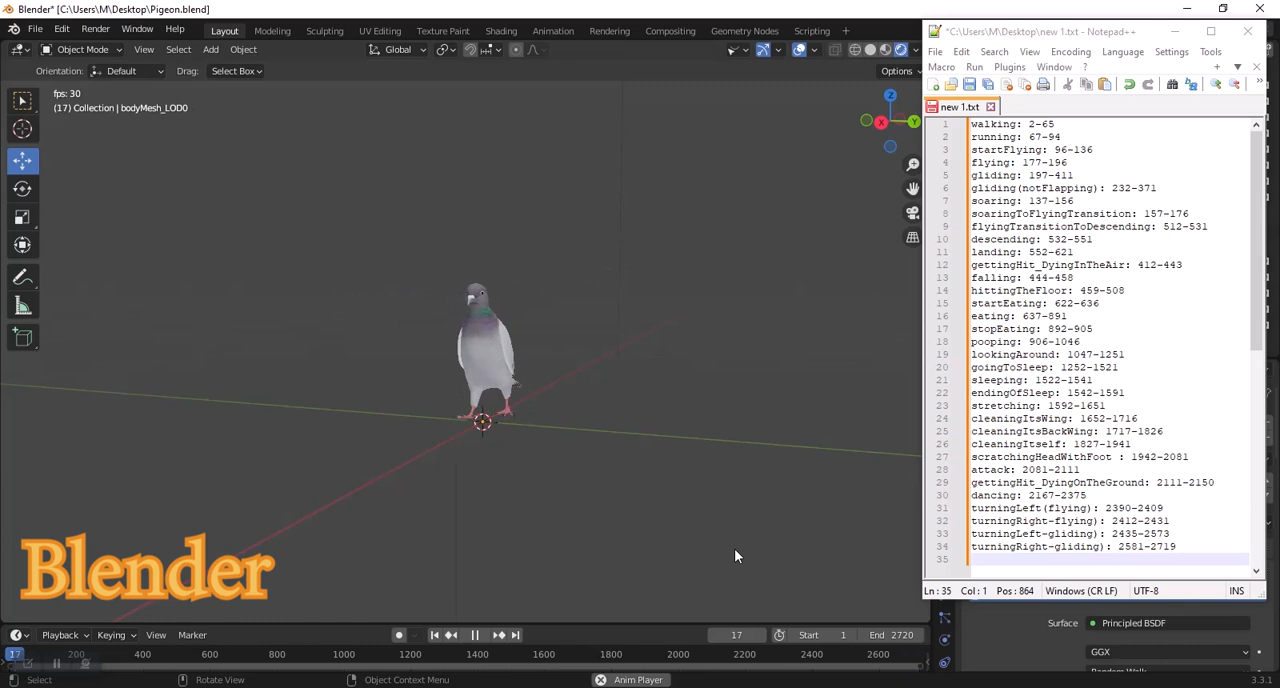 Blender* [C:\Users\M\Desktop\Pigeon.blend]
File Edit Render Window Help Layout Modeling Sculpting UV Editing Texture Paint Shading Animation Rendering Compositing Geometry Nodes Scripting +
Object Mode View Select Add Object Global
Orientation: Default Drag: Select Box Options
fps: 30
(17) Collection | bodyMesh_LOD0
Z
X Y
Blender
*C:\Users\M\Desktop\new 1.txt - Notepad++
File Edit Search View Encoding Language Settings Tools
Macro Run Plugins Window ?
new 1.txt
1 walking: 2-65
2 running: 67-94
3 startFlying: 96-136
4 flying: 177-196
5 gliding: 197-411
6 gliding(notFlapping): 232-371
7 soaring: 137-156
8 soaringToFlyingTransition: 157-176
9 flyingTransitionToDescending: 512-531
10 descending: 532-551
11 landing: 552-621
12 gettingHit_DyingInTheAir: 412-443
13 falling: 444-458
14 hittingTheFloor: 459-508
15 startEating: 622-636
16 eating: 637-891
17 stopEating: 892-905
18 pooping: 906-1046
19 lookingAround: 1047-1251
20 goingToSleep: 1252-1521
21 sleeping: 1522-1541
22 endingOfSleep: 1542-1591
23 stretching: 1592-1651
24 cleaningItsWing: 1652-1716
25 cleaningItsBackWing: 1717-1826
26 cleaningItself: 1827-1941
27 scratchingHeadWithFoot : 1942-2081
28 attack: 2081-2111
29 gettingHit_DyingOnTheGround: 2111-2150
30 dancing: 2167-2375
31 turningLeft(flying): 2390-2409
32 turningRight-flying): 2412-2431
33 turningLeft-gliding): 2435-2573
34 turningRight-gliding): 2581-2719
35
Ln : 35 Col : 1 Pos : 864 Windows (CR LF) UTF-8 INS
Surface Principled BSDF
GGX
Playback Keying View Marker 17 Start 1 End 2720
17 200 400 600 800 1000 1200 1400 1600 1800 2000 2200 2400 2600
Select Rotate View Object Context Menu Anim Player 3.3.1